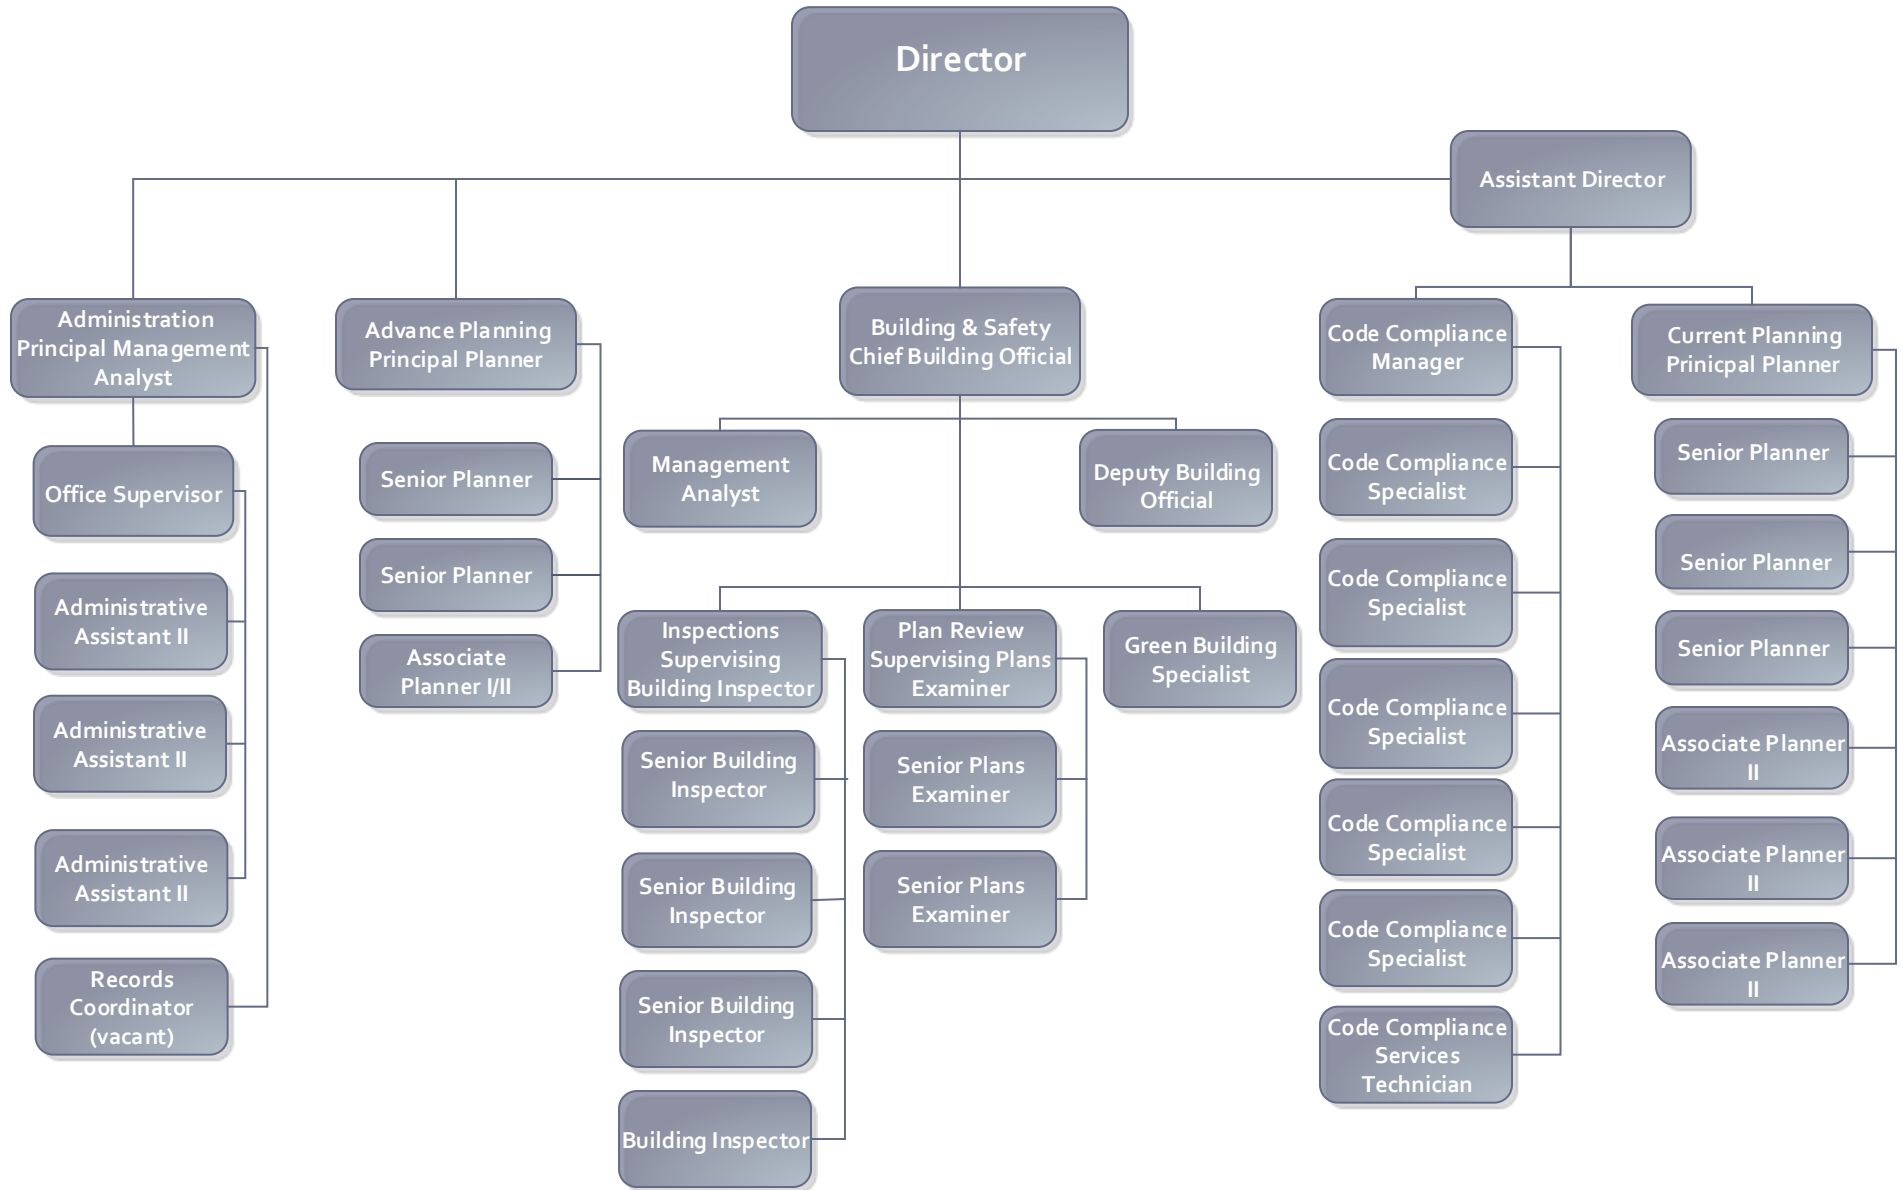 Director
Assistant Director
Administration
Principal Management
Analyst
Office Supervisor
Administrative
Assistant II
Administrative
Assistant II
Administrative
Assistant II
Records
Coordinator
(vacant)
Advance Planning
Principal Planner
Senior Planner
Senior Planner
Associate
Planner I/II
Building & Safety
Chief Building Official
Management
Analyst
Deputy Building
Official
Inspections
Supervising
Building Inspector
Senior Building
Inspector
Senior Building
Inspector
Senior Building
Inspector
Building Inspector
Plan Review
Supervising Plans
Examiner
Senior Plans
Examiner
Senior Plans
Examiner
Green Building
Specialist
Code Compliance
Manager
Code Compliance
Specialist
Code Compliance
Specialist
Code Compliance
Specialist
Code Compliance
Specialist
Code Compliance
Specialist
Code Compliance
Services
Technician
Current Planning
Prinicpal Planner
Senior Planner
Senior Planner
Senior Planner
Associate Planner
II
Associate Planner
II
Associate Planner
II